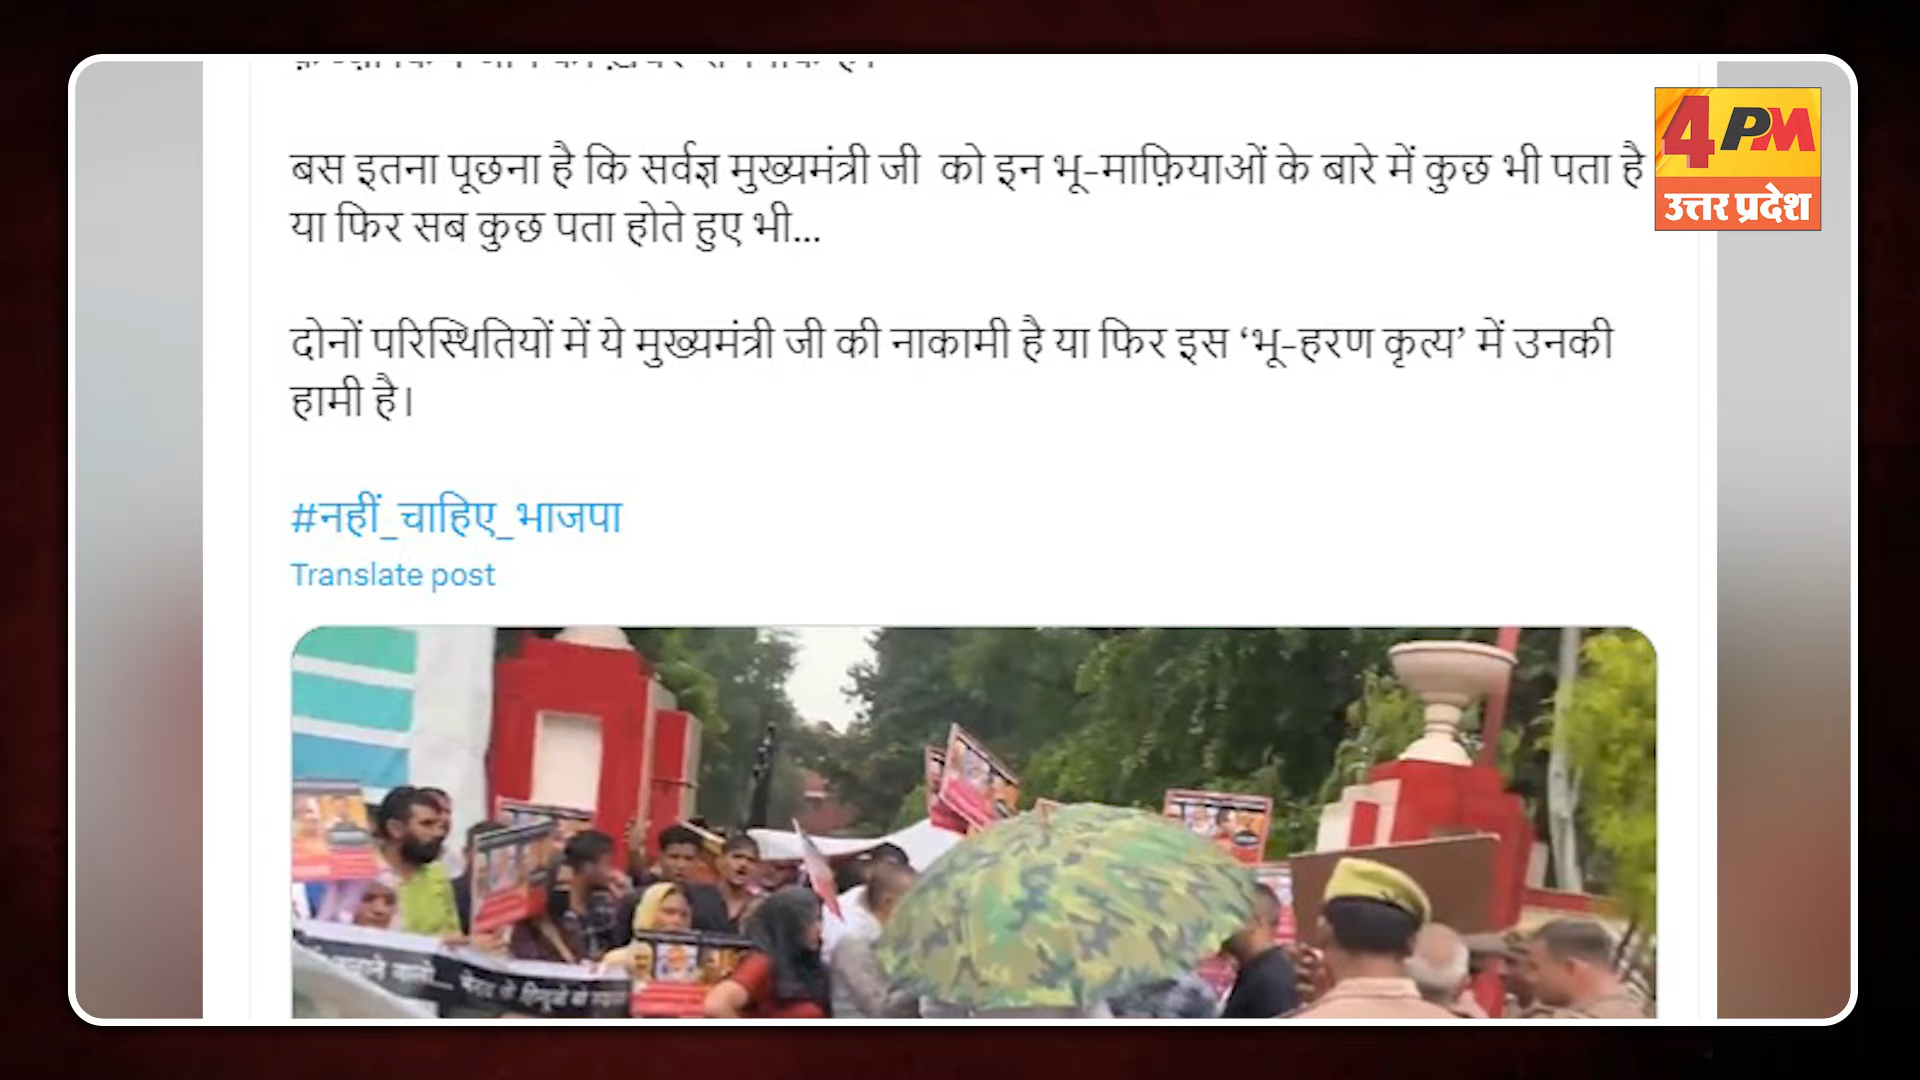 बस इतना पूछना है कि सर्वज्ञ मुख्यमंत्री जी को इन भू-माफ़ियाओं के बारे में कुछ भी पता है
या फिर सब कुछ पता होते हुए भी...
दोनों परिस्थितियों में ये मुख्यमंत्री जी की नाकामी है या फिर इस ‘भू-हरण कृत्य’ में उनकी
हामी है।
#नहीं_चाहिए_भाजपा
Translate post
4PM
उत्तर प्रदेश